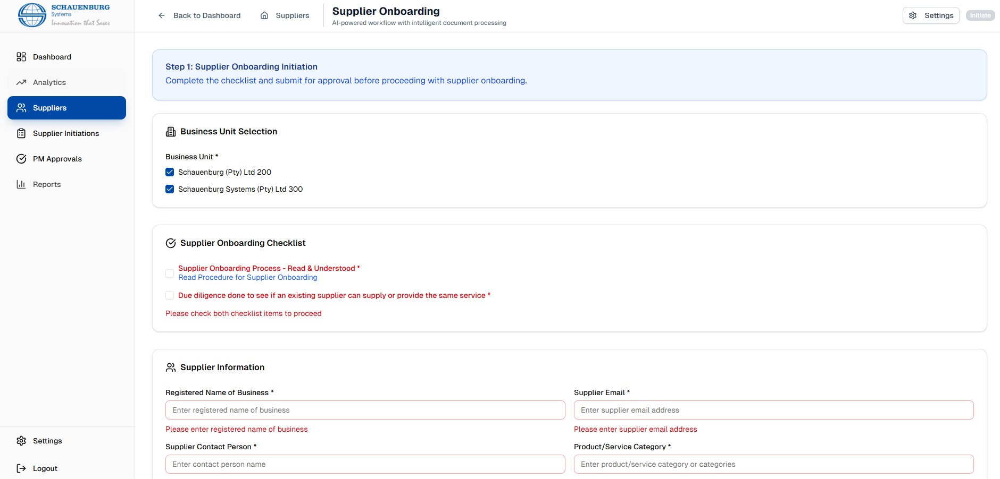 SCHAUENBURG
Systems
Innovation that Saves
Back to Dashboard
Suppliers
Supplier Onboarding
AI-powered workflow with intelligent document processing
Settings
Initiate
Dashboard
Analytics
Suppliers
Supplier Initiations
PM Approvals
Reports
Settings
Logout
Step 1: Supplier Onboarding Initiation
Complete the checklist and submit for approval before proceeding with supplier onboarding.
Business Unit Selection
Business Unit *
Schauenburg (Pty) Ltd 200
Schauenburg Systems (Pty) Ltd 300
Supplier Onboarding Checklist
Supplier Onboarding Process - Read & Understood *
Read Procedure for Supplier Onboarding
Due diligence done to see if an existing supplier can supply or provide the same service *
Please check both checklist items to proceed
Supplier Information
Registered Name of Business *
Enter registered name of business
Please enter registered name of business
Supplier Email *
Enter supplier email address
Please enter supplier email address
Supplier Contact Person *
Enter contact person name
Product/Service Category *
Enter product/service category or categories